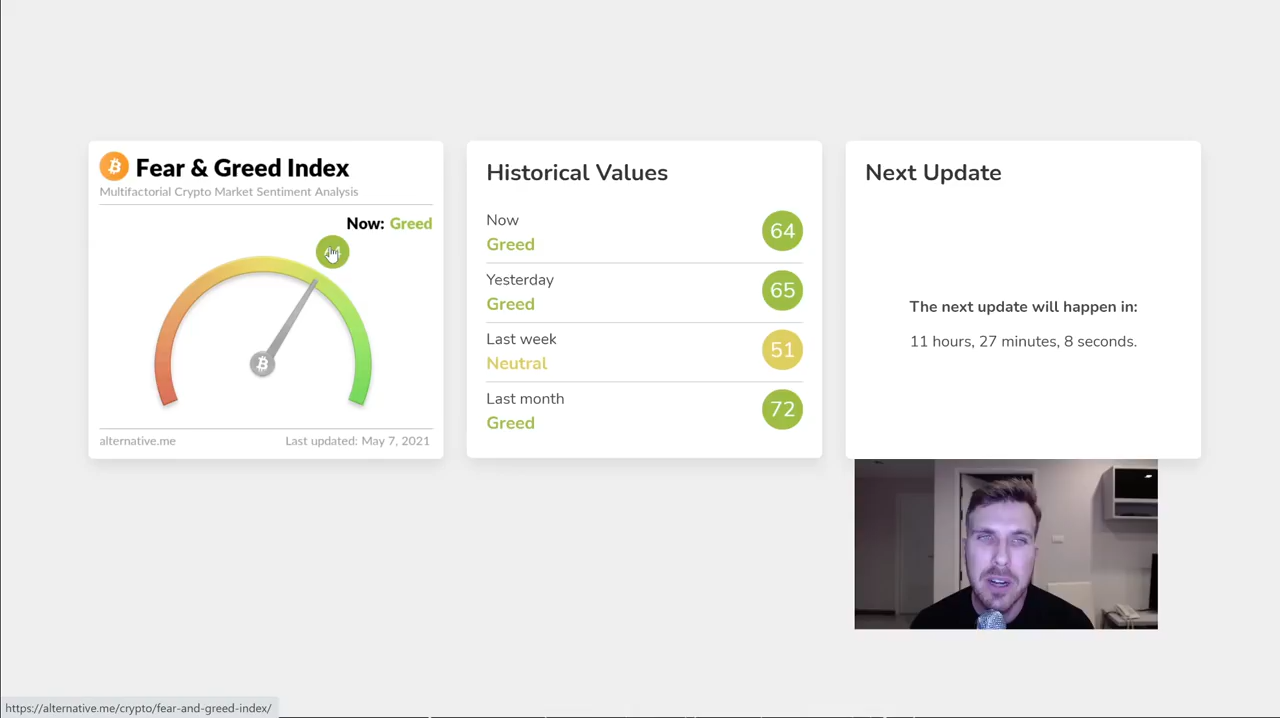 Fear & Greed Index
Multifactorial Crypto Market Sentiment Analysis
Now: Greed
alternative.me
Last updated: May 7, 2021
Historical Values
Now
Greed
64
Yesterday
Greed
65
Last week
Neutral
51
Last month
Greed
72
Next Update
The next update will happen in:
11 hours, 27 minutes, 8 seconds.
https://alternative.me/crypto/fear-and-greed-index/